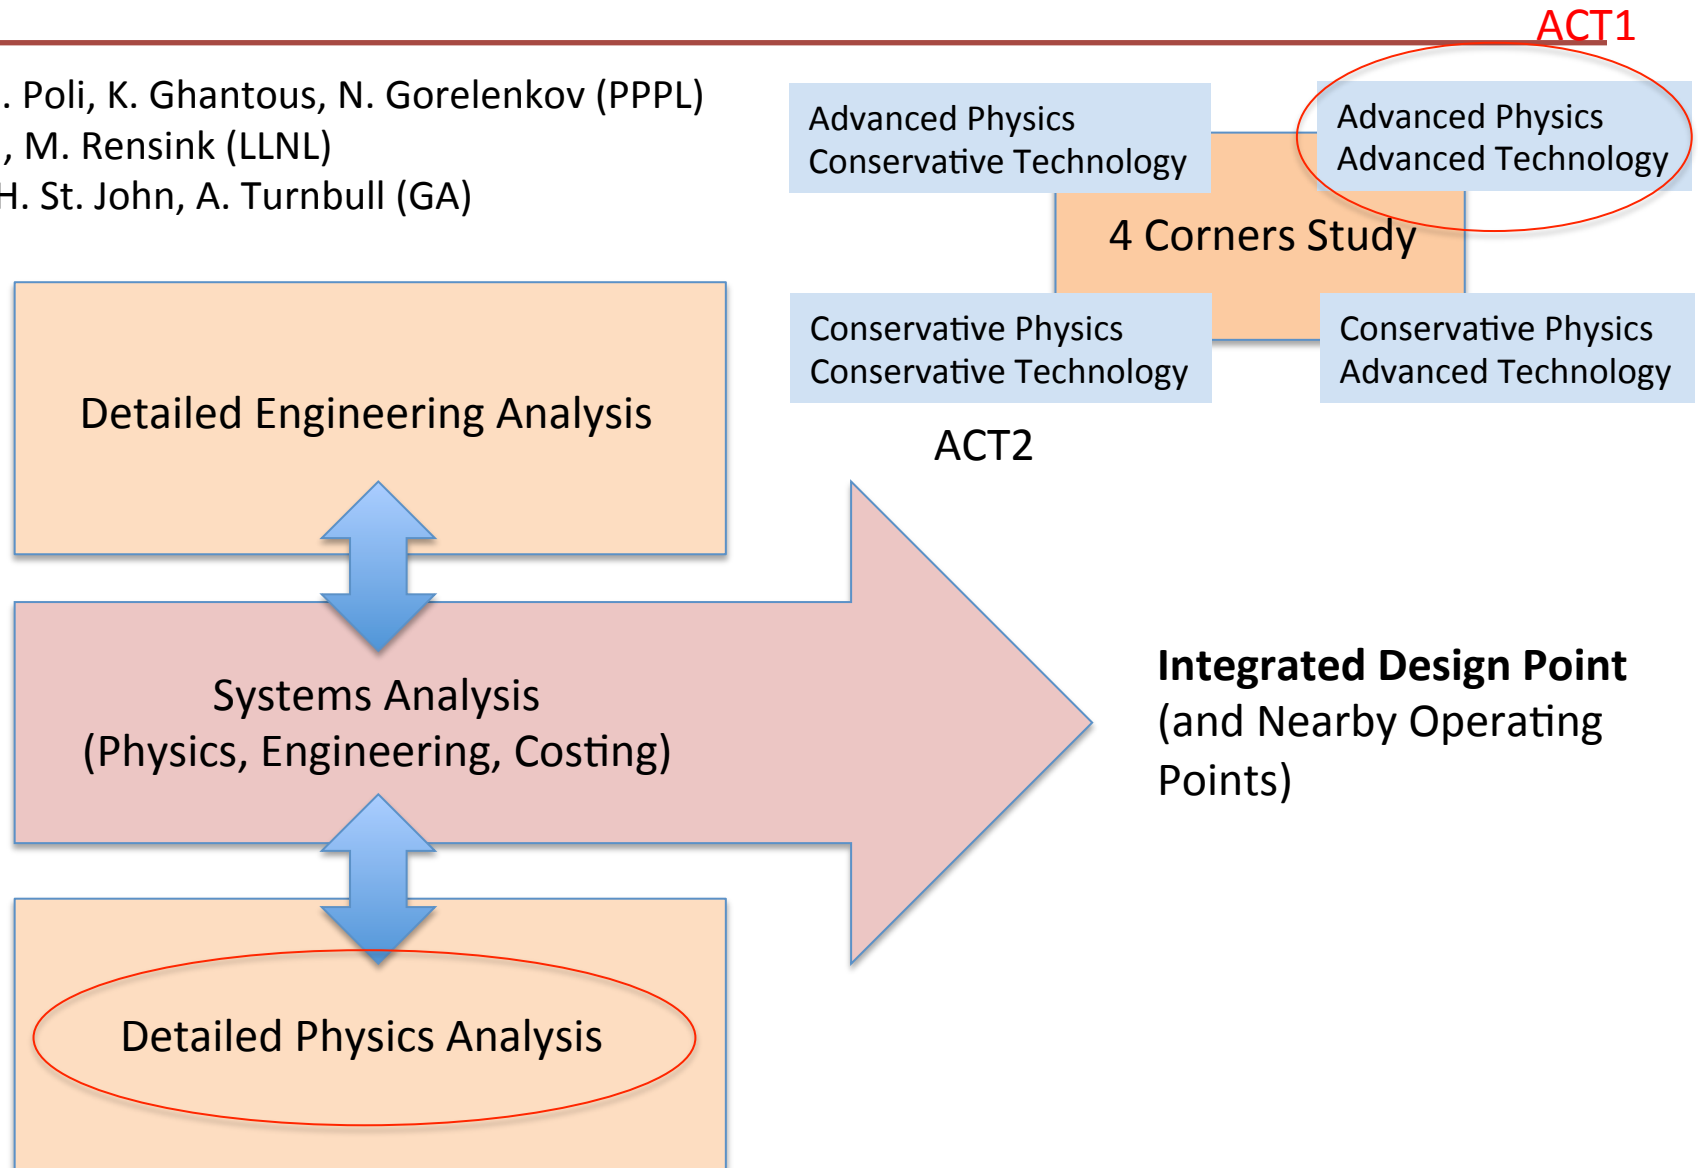 ACT1
. Poli, K. Ghantous, N. Gorelenkov (PPPL)
, M. Rensink (LLNL)
H. St. John, A. Turnbull (GA)
Advanced Physics
Conservative Technology
Advanced Physics
Advanced Technology
4 Corners Study
Conservative Physics
Conservative Technology
Conservative Physics
Advanced Technology
ACT2
Detailed Engineering Analysis
Systems Analysis
(Physics, Engineering, Costing)
Integrated Design Point
(and Nearby Operating
Points)
Detailed Physics Analysis